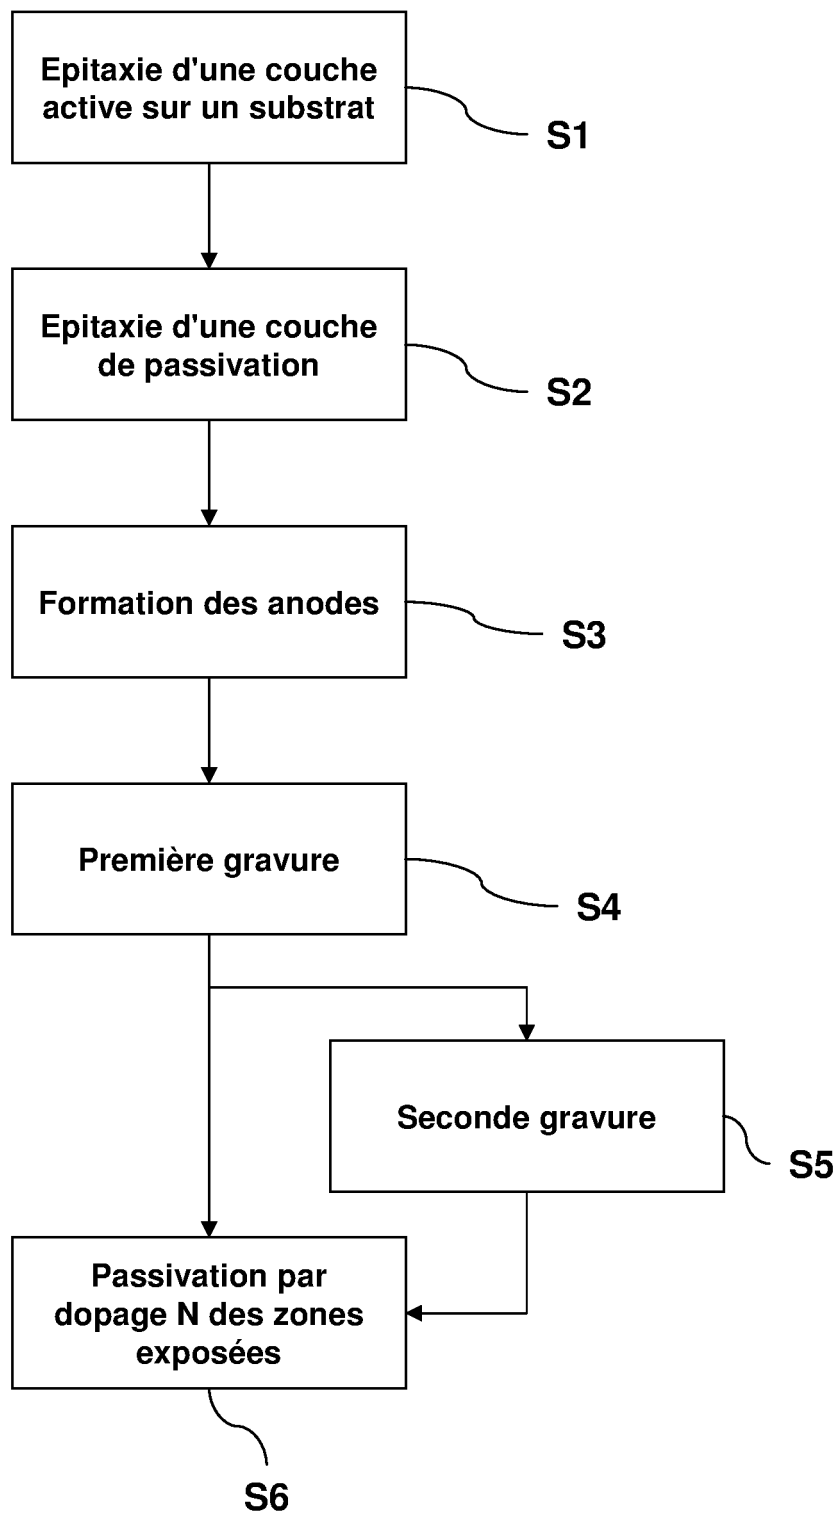 Epitaxie d'une couche
active sur un substrat
S1
Epitaxie d'une couche
de passivation
S2
Formation des anodes
S3
Première gravure
S4
Seconde gravure
S5
Passivation par
dopage N des zones
exposées
S6